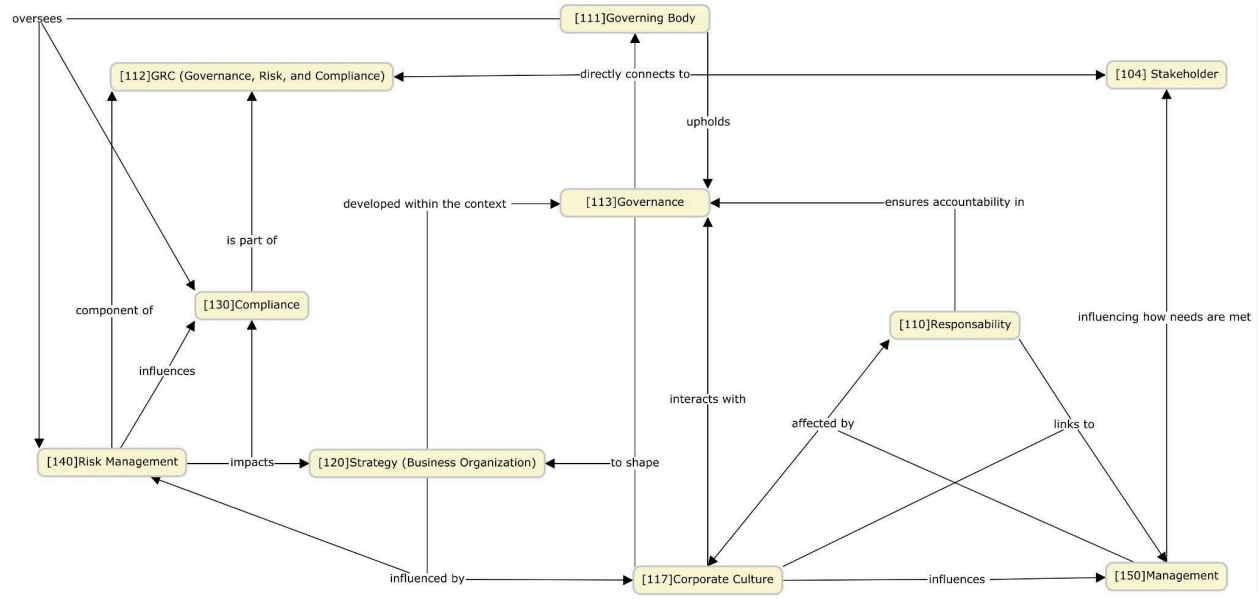 oversees
[111]Governing Body
[112]GRC (Governance, Risk, and Compliance)
directly connects to
[104] Stakeholder
upholds
developed within the context
[113]Governance
ensures accountability in
is part of
[130]Compliance
component of
[110]Responsability
influencing how needs are met
influences
interacts with
affected by
links to
[140]Risk Management
impacts
[120]Strategy (Business Organization)
to shape
influenced by
[117]Corporate Culture
influences
[150]Management